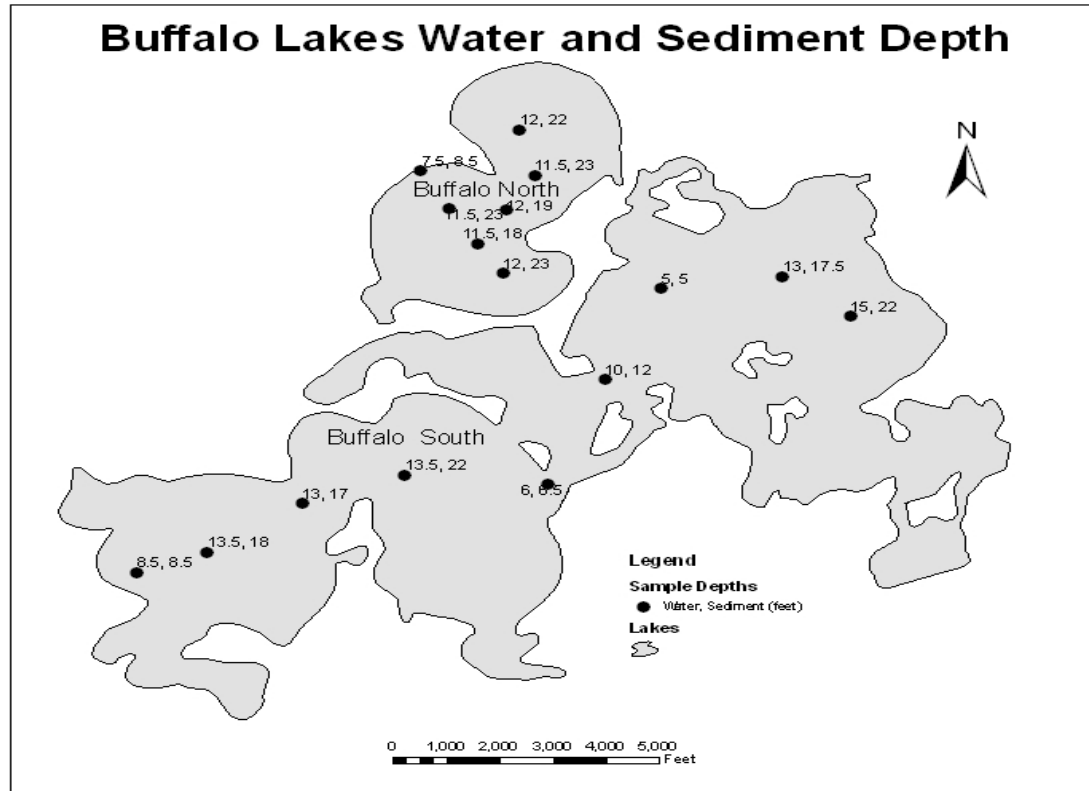 Buffalo Lakes Water and Sediment Depth
N
12, 22
7.5, 8.5
11.5, 23
Buffalo North
11.5, 23
12, 19
11.5, 18
12, 23
5, 5
13, 17.5
15, 22
10, 12
Buffalo South
13.5, 22
6, 6.5
13, 17
13.5, 18
8.5, 8.5
Legend
Sample Depths
Water, Sediment (feet)
Lakes
0 1,000 2,000 3,000 4,000 5,000
Feet